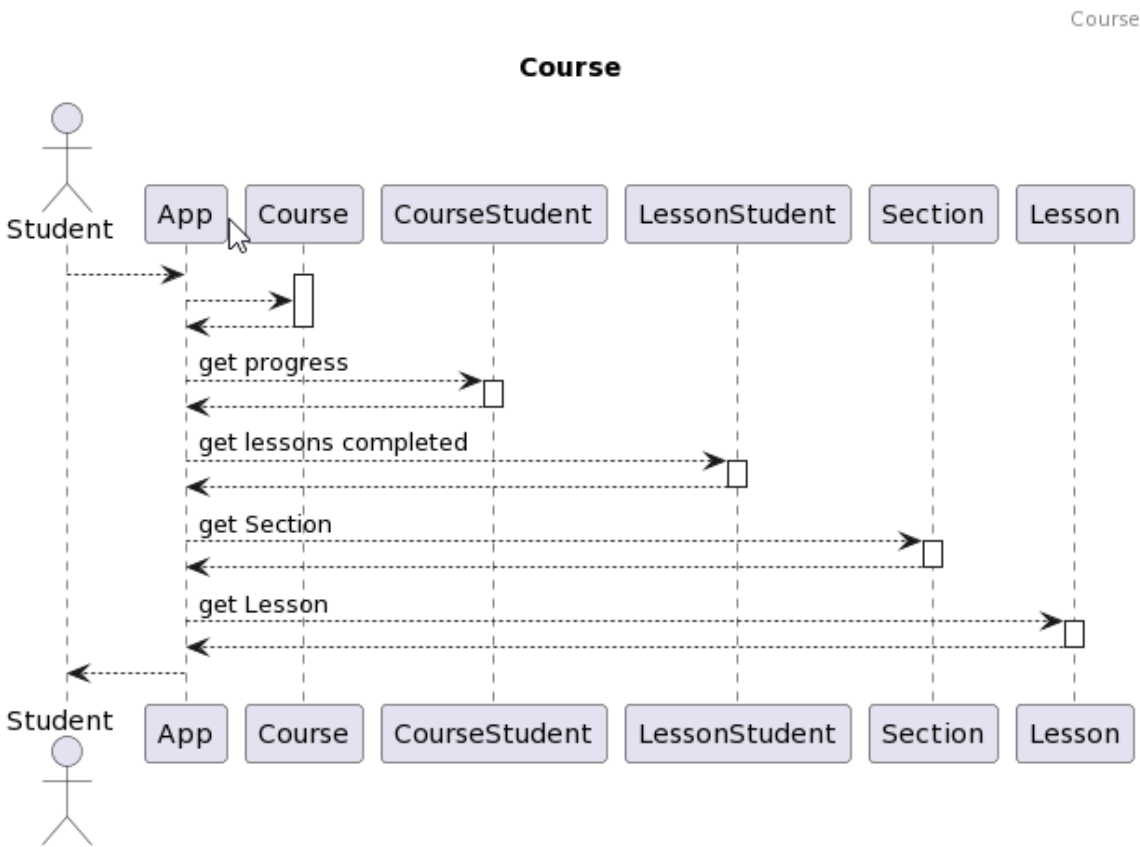 Course
Course
Student
App
Course
CourseStudent
LessonStudent
Section
Lesson
get progress
get lessons completed
get Section
get Lesson
Student
App
Course
CourseStudent
LessonStudent
Section
Lesson